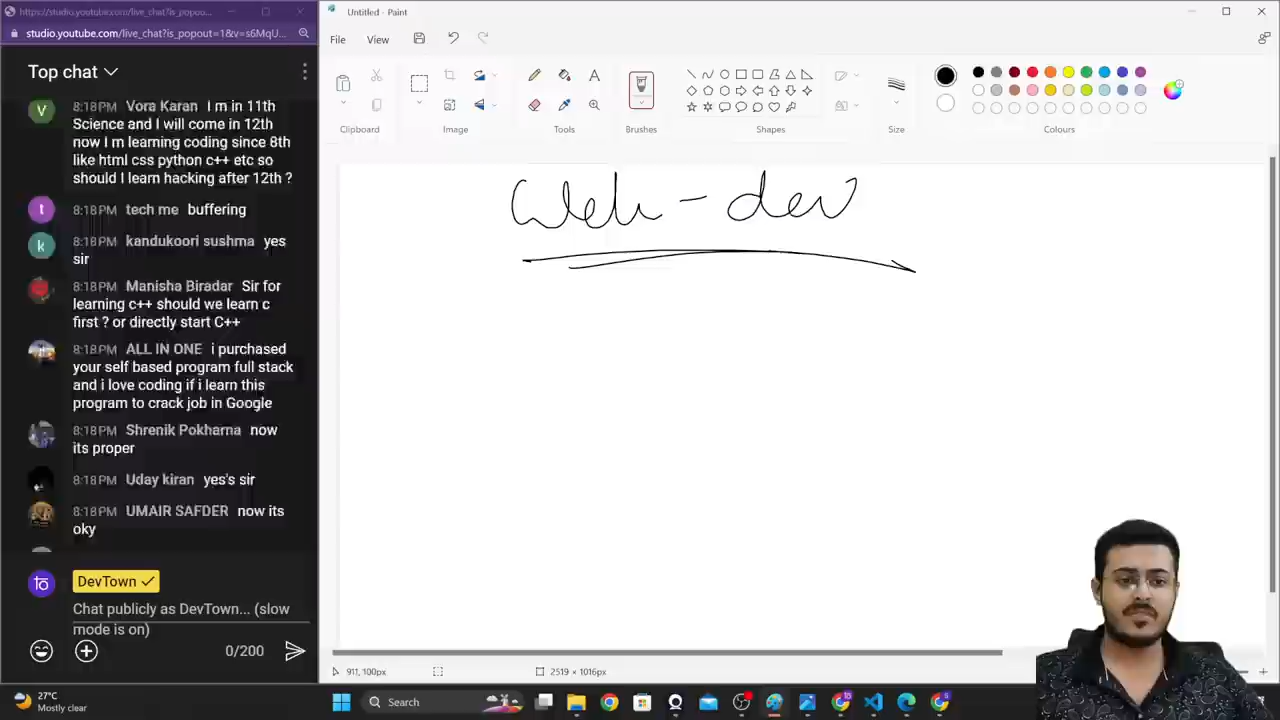 https://studio.youtube.com/live_chat?is_popou...
studio.youtube.com/live_chat?is_popout=1&v=s6MqU...
Top chat
8:18 PM Vora Karan I m in 11th
Science and I will come in 12th
now I m learning coding since 8th
like html css python c++ etc so
should I learn hacking after 12th ?
8:18 PM tech me buffering
8:18 PM kandukoori sushma yes
sir
8:18 PM Manisha Biradar Sir for
learning c++ should we learn c
first ? or directly start C++
8:18 PM ALL IN ONE i purchased
your self based program full stack
and i love coding if i learn this
program to crack job in Google
8:18 PM Shrenik Pokharna now
its proper
8:18 PM Uday kiran yes's sir
8:18 PM UMAIR SAFDER now its
oky
DevTown
Chat publicly as DevTown... (slow
mode is on)
0/200
Untitled - Paint
File View
Clipboard Image Tools Brushes Shapes Size Colours
Web - dev
911, 100px 2519 × 1016px
27°C
Mostly clear
Search